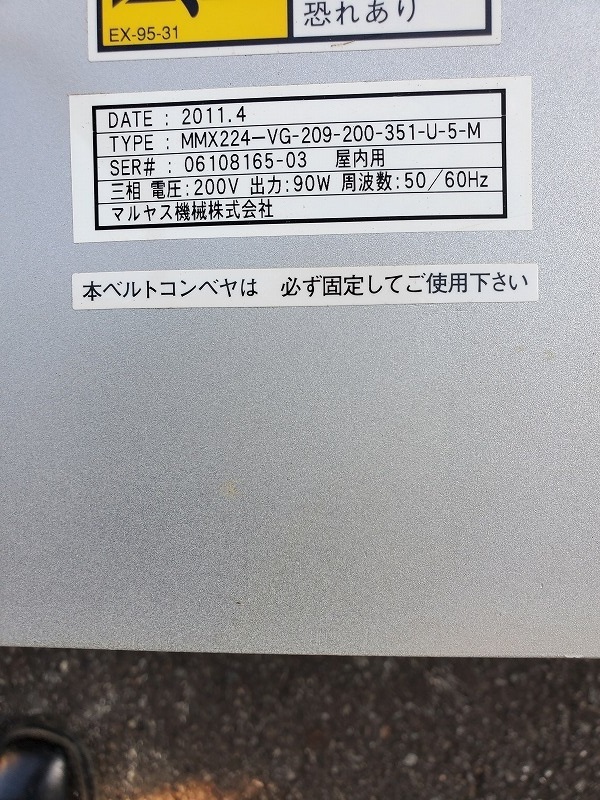 恐れあり
EX-95-31
DATE : 2011.4
TYPE : MMX224-VG-209-200-351-U-5-M
SER# : 06108165-03 屋内用
三相 電圧:200V 出力:90W 周波数:50/60Hz
マルヤス機械株式会社
本ベルトコンベヤは 必ず固定してご使用下さい